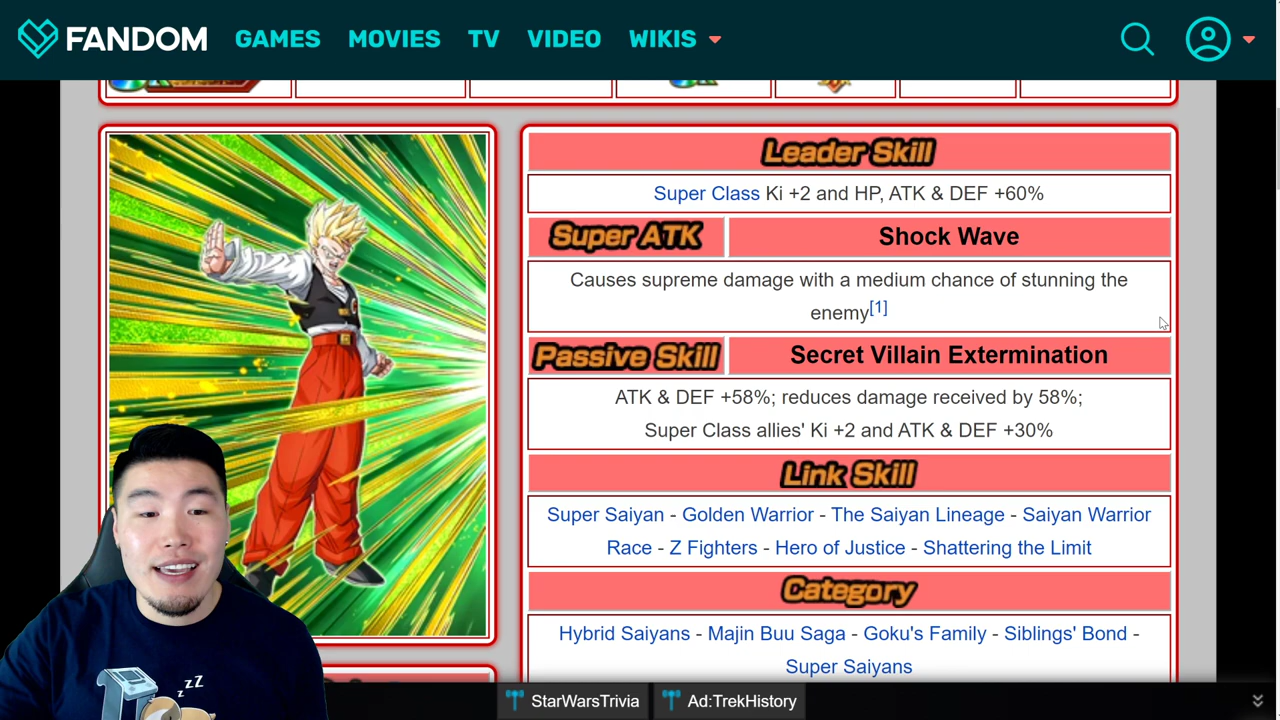 FANDOM GAMES MOVIES TV VIDEO WIKIS
Leader Skill
Super Class Ki +2 and HP, ATK & DEF +60%
Super ATK Shock Wave
Causes supreme damage with a medium chance of stunning the
enemy[1]
Passive Skill Secret Villain Extermination
ATK & DEF +58%; reduces damage received by 58%;
Super Class allies' Ki +2 and ATK & DEF +30%
Link Skill
Super Saiyan - Golden Warrior - The Saiyan Lineage - Saiyan Warrior
Race - Z Fighters - Hero of Justice - Shattering the Limit
Category
Hybrid Saiyans - Majin Buu Saga - Goku's Family - Siblings' Bond -
Super Saiyans
StarWarsTrivia Ad:TrekHistory
zZZ